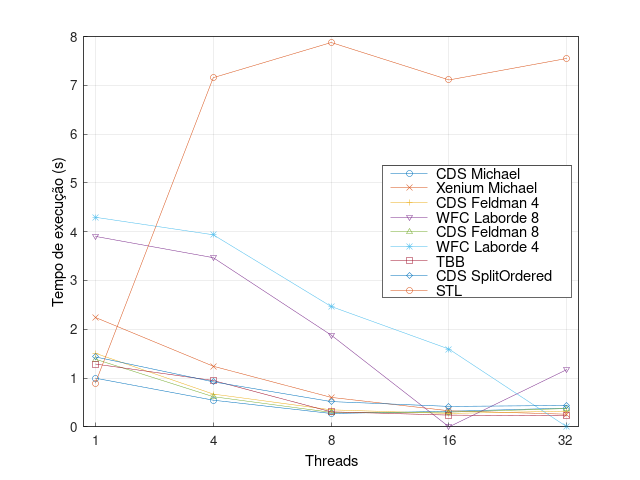 8
7
6
5
4
3
2
1
0
Tempo de execução (s)
CDS Michael
Xenium Michael
CDS Feldman 4
WFC Laborde 8
CDS Feldman 8
WFC Laborde 4
TBB
CDS SplitOrdered
STL
1 4 8 16 32
Threads